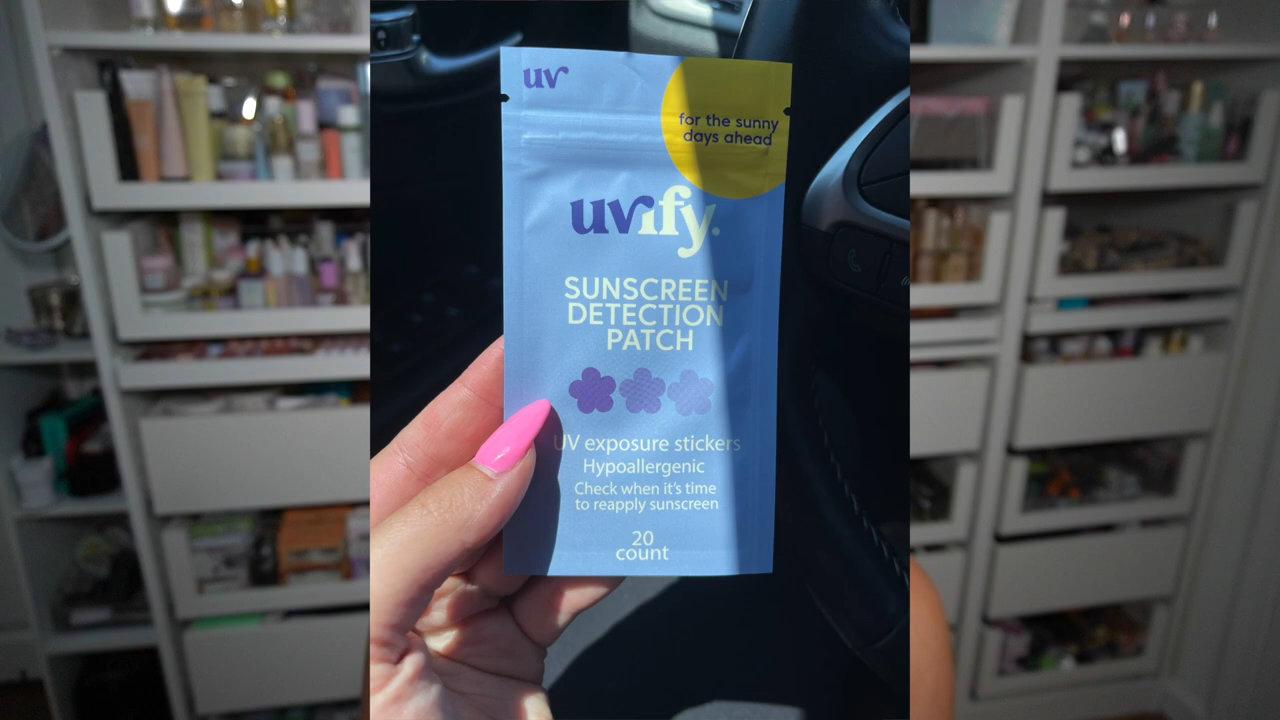 uv
for the sunny
days ahead
uvify.
SUNSCREEN
DETECTION
PATCH
UV exposure stickers
Hypoallergenic
Check when it's time
to reapply sunscreen
20
count